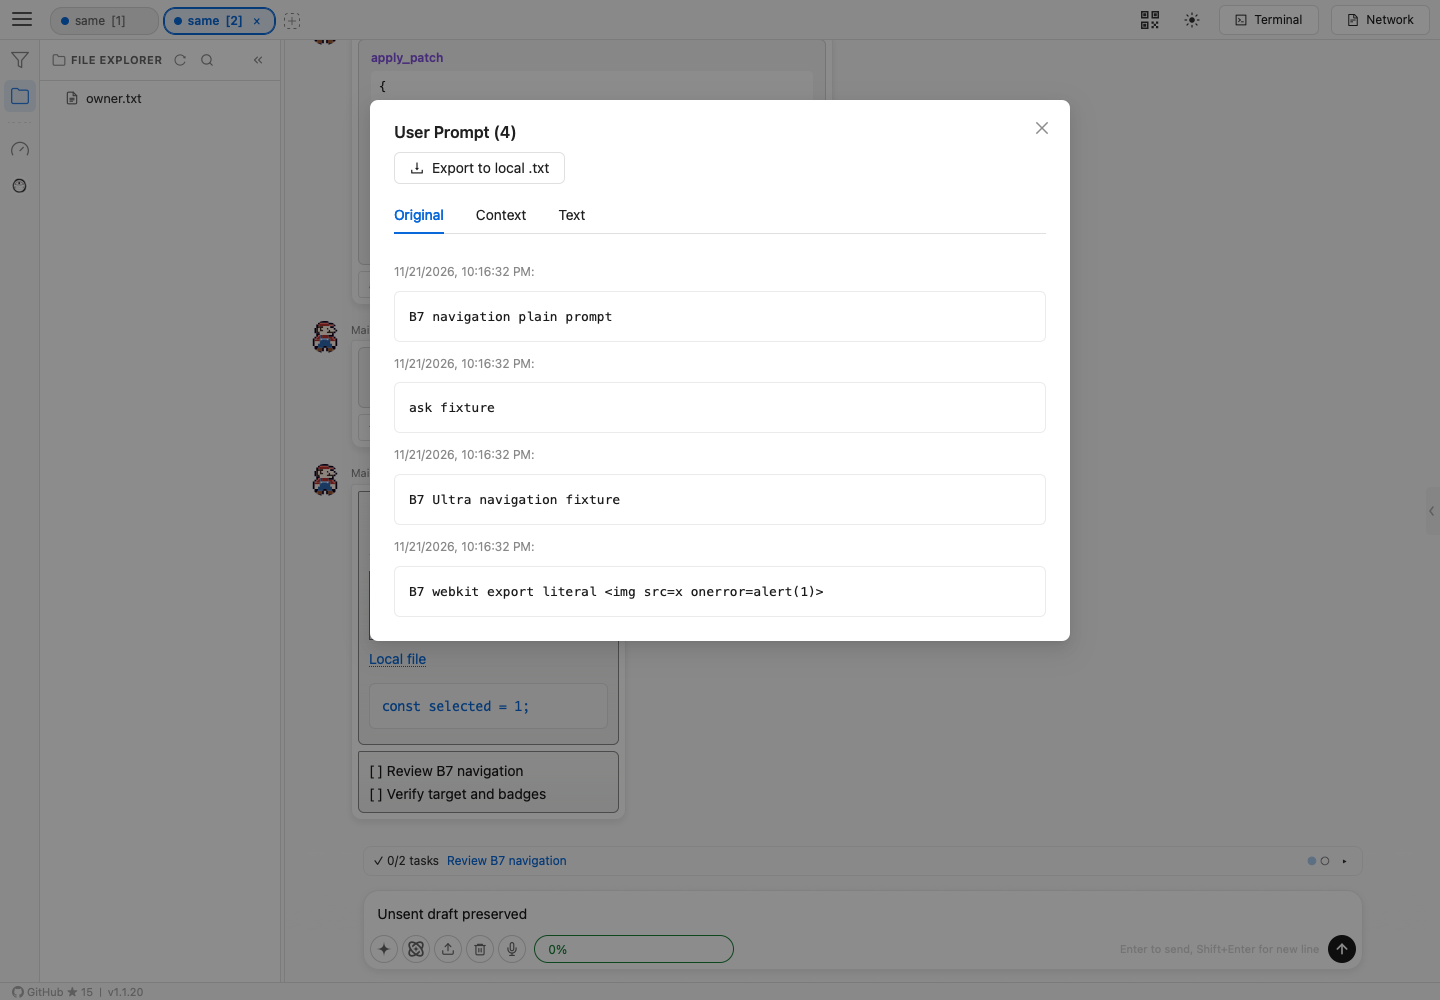 same [1]
same [2] ×
Terminal
Network
FILE EXPLORER
owner.txt
apply_patch
{
User Prompt (4)
Export to local .txt
Original
Context
Text
11/21/2026, 10:16:32 PM:
B7 navigation plain prompt
11/21/2026, 10:16:32 PM:
ask fixture
11/21/2026, 10:16:32 PM:
B7 Ultra navigation fixture
11/21/2026, 10:16:32 PM:
B7 webkit export literal <img src=x onerror=alert(1)>
Mai
Mai
Local file
const selected = 1;
[ ] Review B7 navigation
[ ] Verify target and badges
✓ 0/2 tasks Review B7 navigation
Unsent draft preserved
0%
Enter to send, Shift+Enter for new line
GitHub ★ 15 | v1.1.20